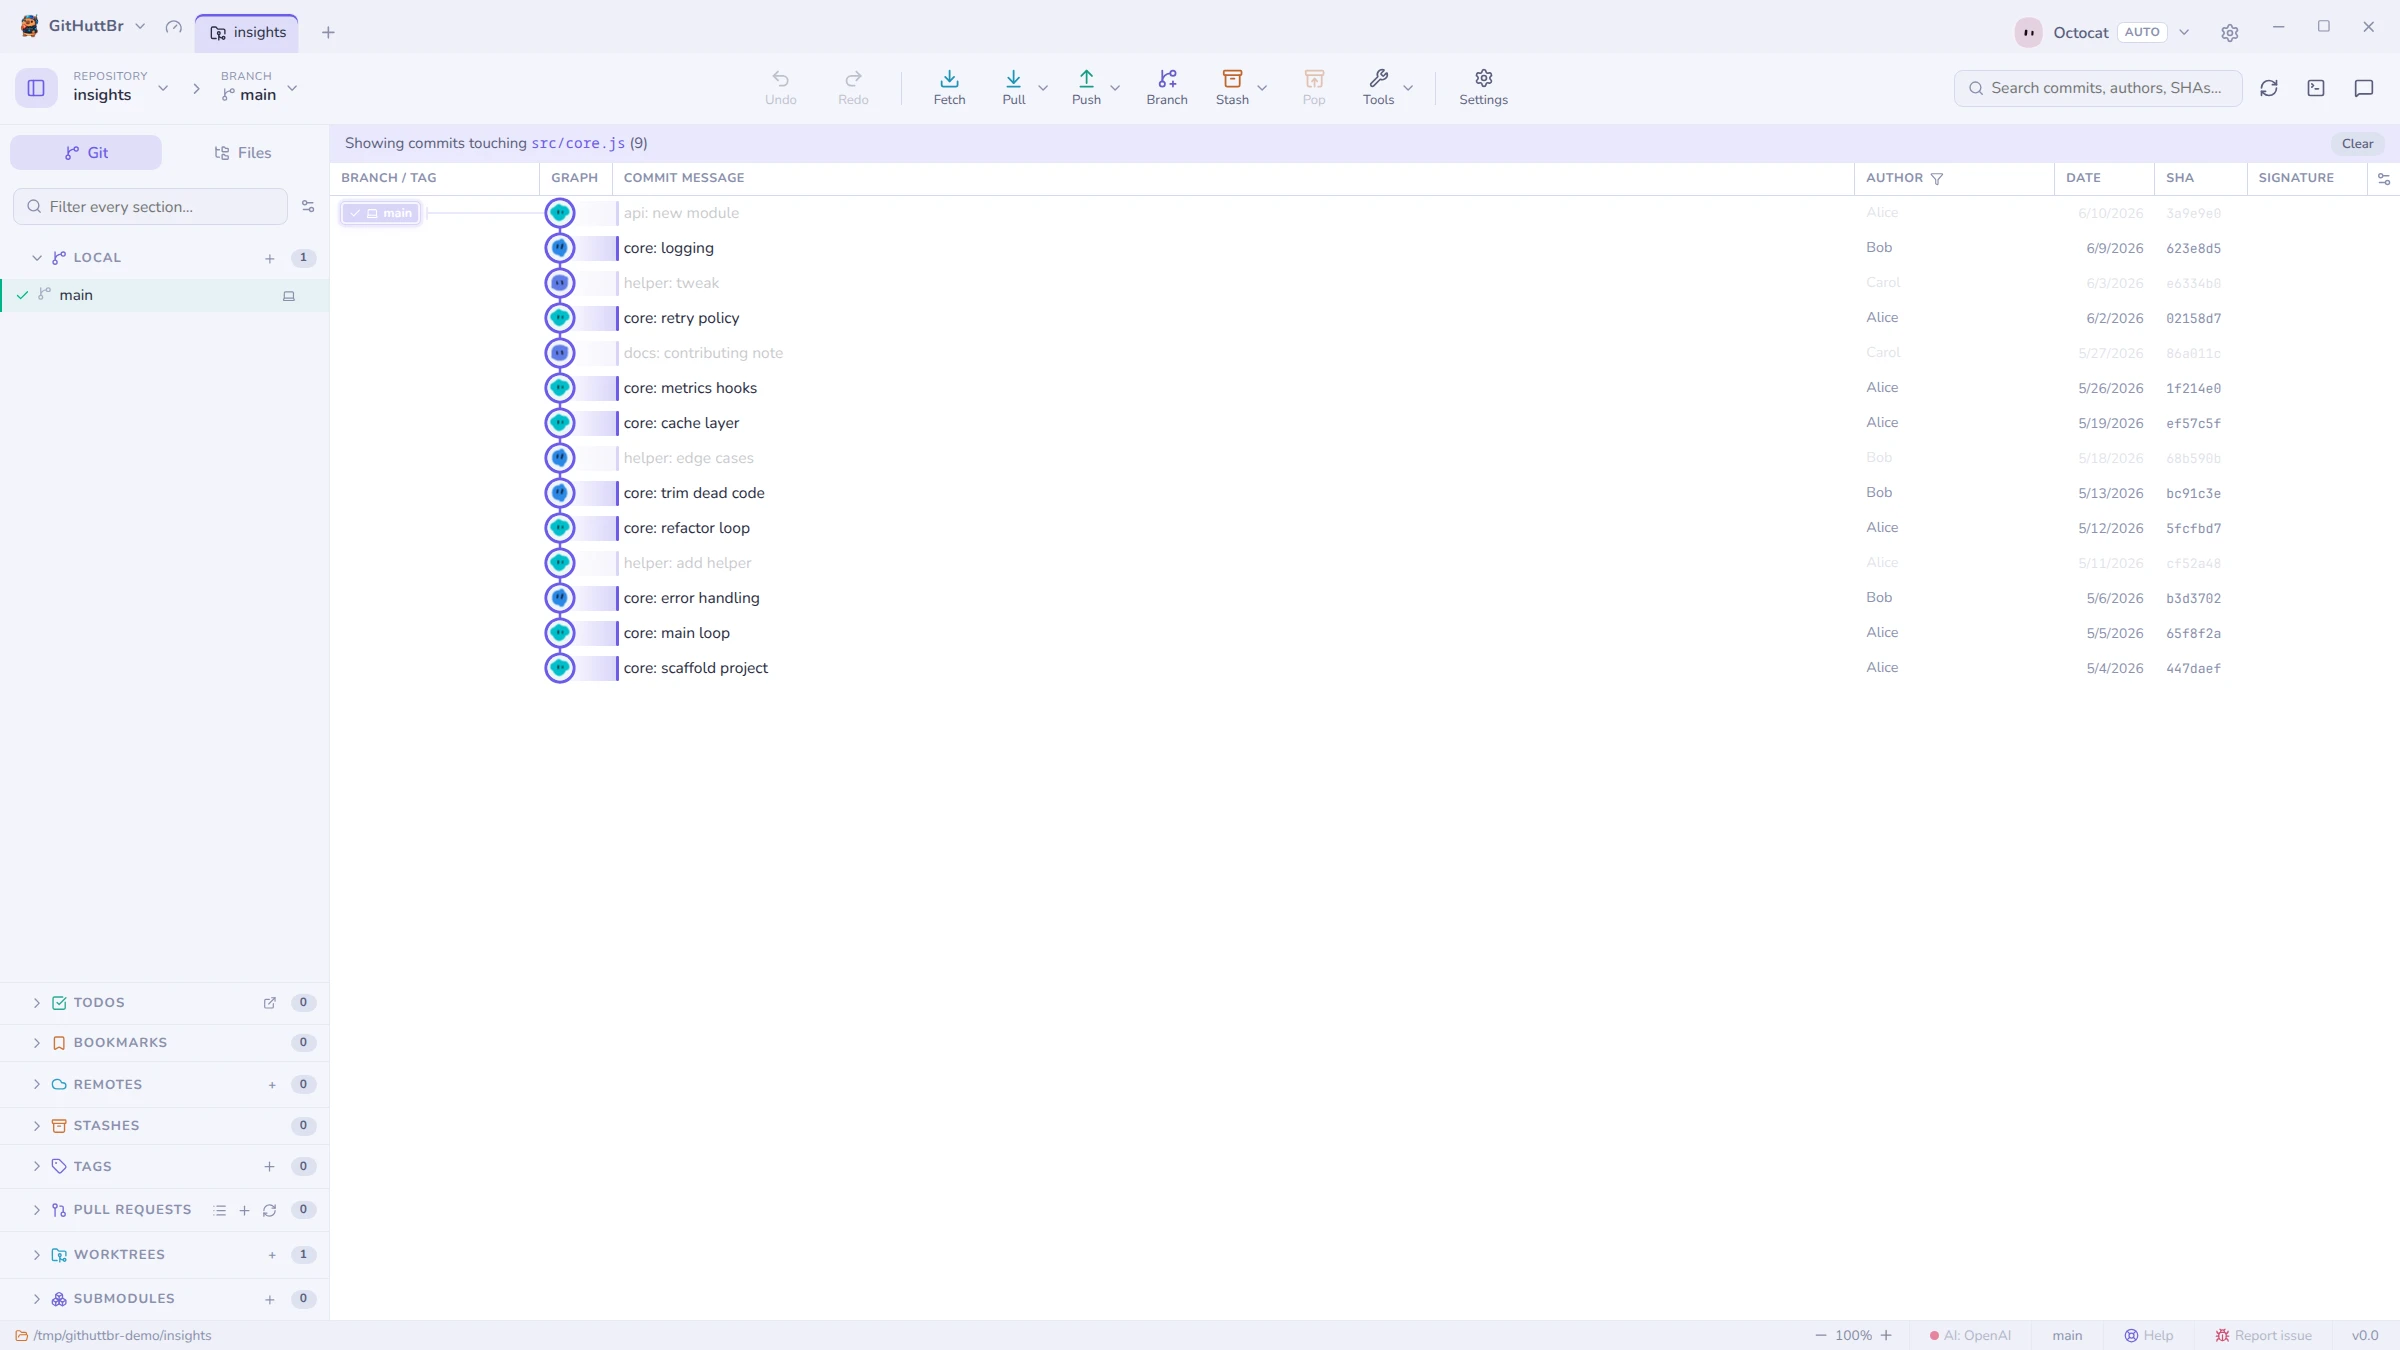 GitHuttBr
insights
Octocat AUTO
REPOSITORY
insights
BRANCH
main
Undo Redo Fetch Pull Push Branch Stash Pop Tools Settings
Search commits, authors, SHAs...
Git Files
Showing commits touching src/core.js (9)
Clear
Filter every section...
LOCAL 1
main
BRANCH / TAG GRAPH COMMIT MESSAGE AUTHOR DATE SHA SIGNATURE
main api: new module Alice 6/10/2026 3a9e9e0
core: logging Bob 6/9/2026 623e8d5
helper: tweak Carol 6/3/2026 e6334b0
core: retry policy Alice 6/2/2026 02158d7
docs: contributing note Carol 5/27/2026 86a011c
core: metrics hooks Alice 5/26/2026 1f214e0
core: cache layer Alice 5/19/2026 ef57c5f
helper: edge cases Bob 5/18/2026 68b590b
core: trim dead code Bob 5/13/2026 bc91c3e
core: refactor loop Alice 5/12/2026 5fcfbd7
helper: add helper Alice 5/11/2026 cf52a48
core: error handling Bob 5/6/2026 b3d3702
core: main loop Alice 5/5/2026 65f8f2a
core: scaffold project Alice 5/4/2026 447daef
TODOS 0
BOOKMARKS 0
REMOTES 0
STASHES 0
TAGS 0
PULL REQUESTS 0
WORKTREES 1
SUBMODULES 0
/tmp/githuttbr-demo/insights
100% AI: OpenAI main Help Report issue v0.0